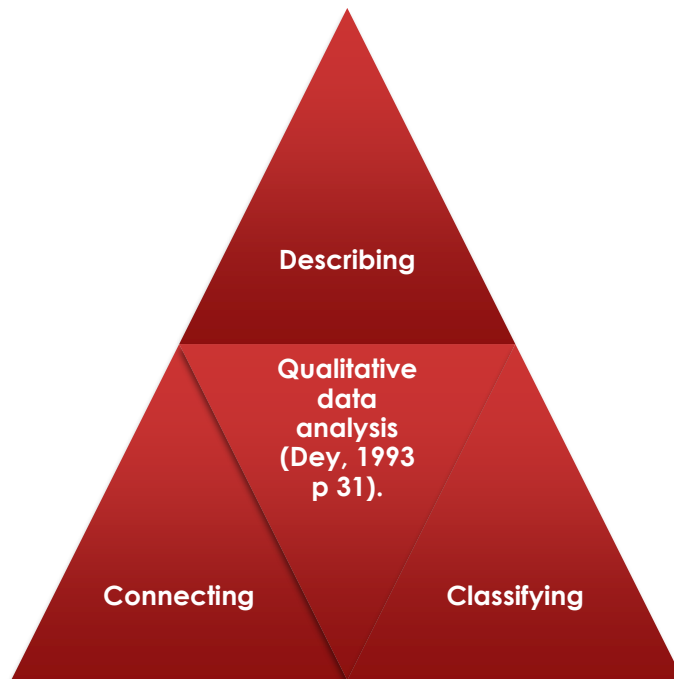 Describing
Qualitative
data
analysis
(Dey, 1993
p 31).
Connecting
Classifying